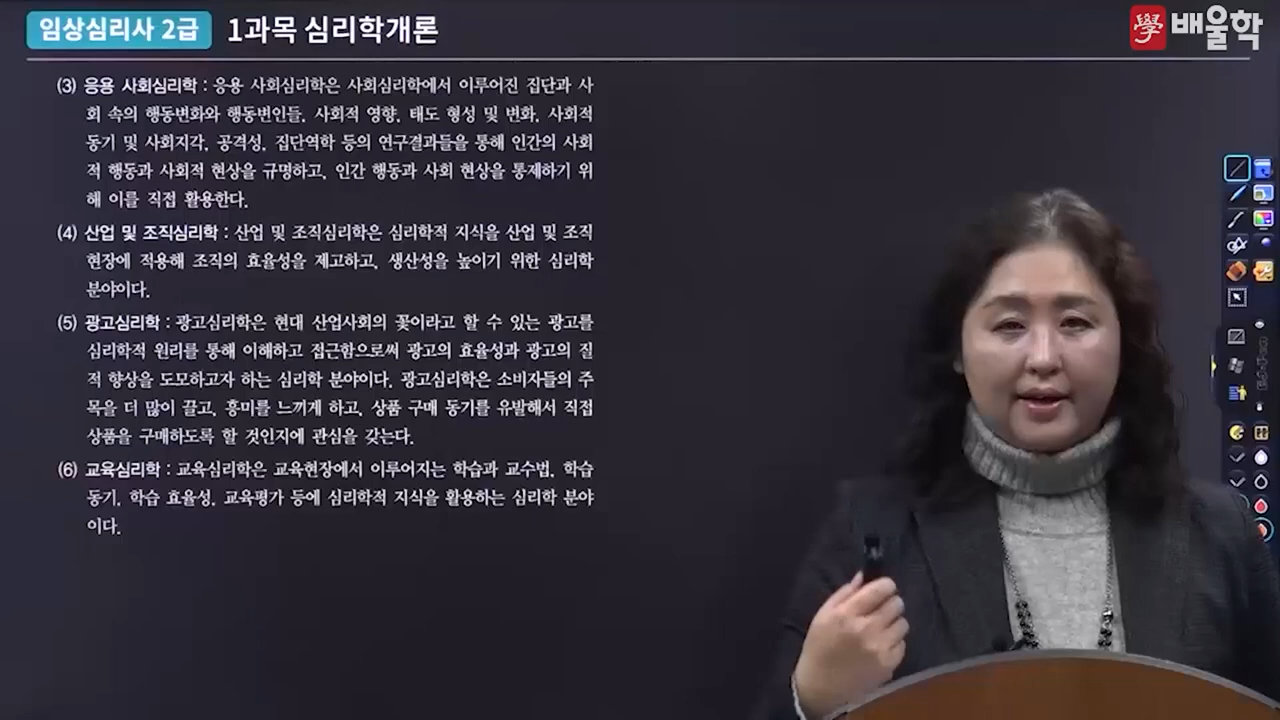 임상심리사 2급 1과목 심리학개론
學 배울학
(3) 응용 사회심리학 : 응용 사회심리학은 사회심리학에서 이루어진 집단과 사
회 속의 행동변화와 행동변인들, 사회적 영향, 태도 형성 및 변화, 사회적
동기 및 사회지각, 공격성, 집단역학 등의 연구결과들을 통해 인간의 사회
적 행동과 사회적 현상을 규명하고, 인간 행동과 사회 현상을 통제하기 위
해 이를 직접 활용한다.
(4) 산업 및 조직심리학 : 산업 및 조직심리학은 심리학적 지식을 산업 및 조직
현장에 적용해 조직의 효율성을 제고하고, 생산성을 높이기 위한 심리학
분야이다.
(5) 광고심리학 : 광고심리학은 현대 산업사회의 꽃이라고 할 수 있는 광고를
심리학적 원리를 통해 이해하고 접근함으로써 광고의 효율성과 광고의 질
적 향상을 도모하고자 하는 심리학 분야이다. 광고심리학은 소비자들의 주
목을 더 많이 끌고, 흥미를 느끼게 하고, 상품 구매 동기를 유발해서 직접
상품을 구매하도록 할 것인지에 관심을 갖는다.
(6) 교육심리학 : 교육심리학은 교육현장에서 이루어지는 학습과 교수법, 학습
동기, 학습 효율성, 교육평가 등에 심리학적 지식을 활용하는 심리학 분야
이다.